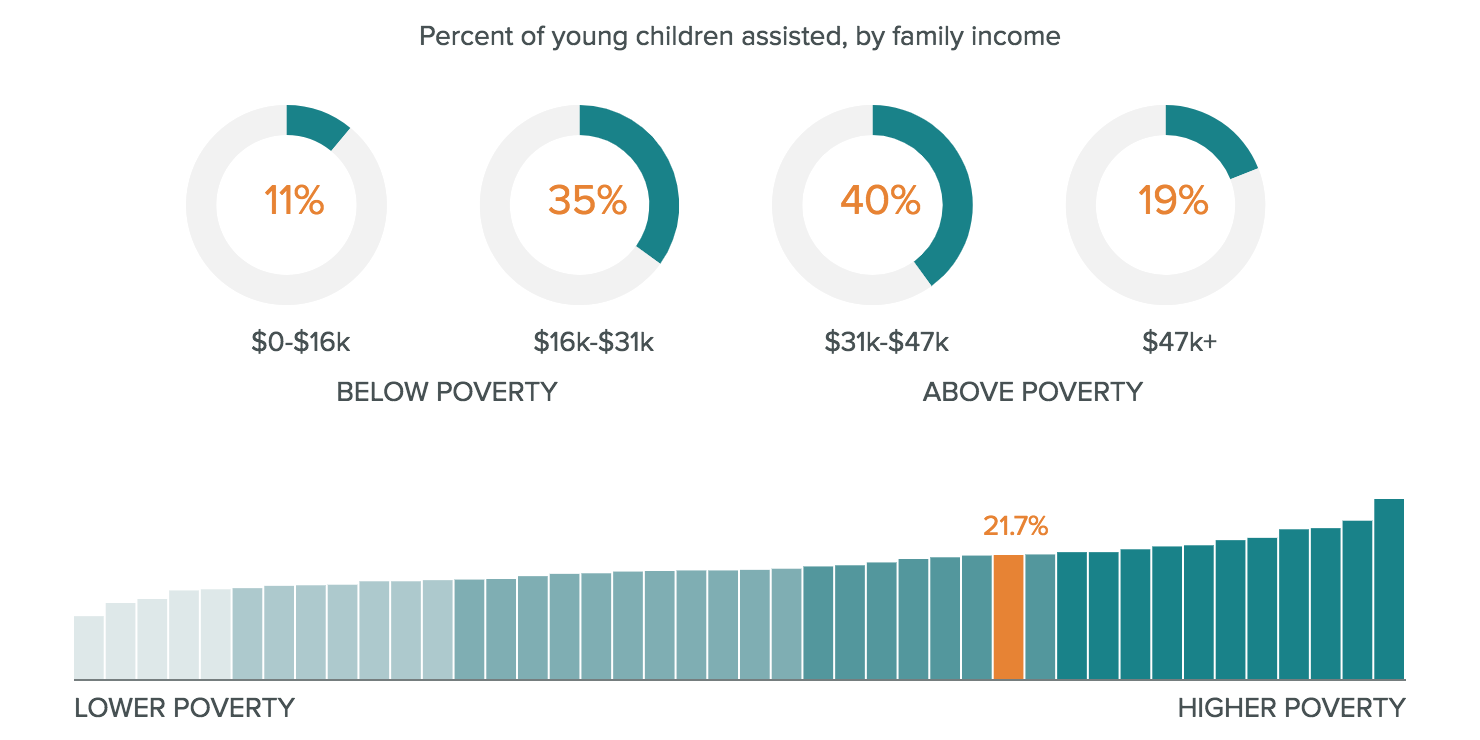 Percent of young children assisted, by family income
11%
35%
40%
19%
$0-$16k
$16k-$31k
$31k-$47k
$47k+
BELOW POVERTY
ABOVE POVERTY
21.7%
LOWER POVERTY
HIGHER POVERTY